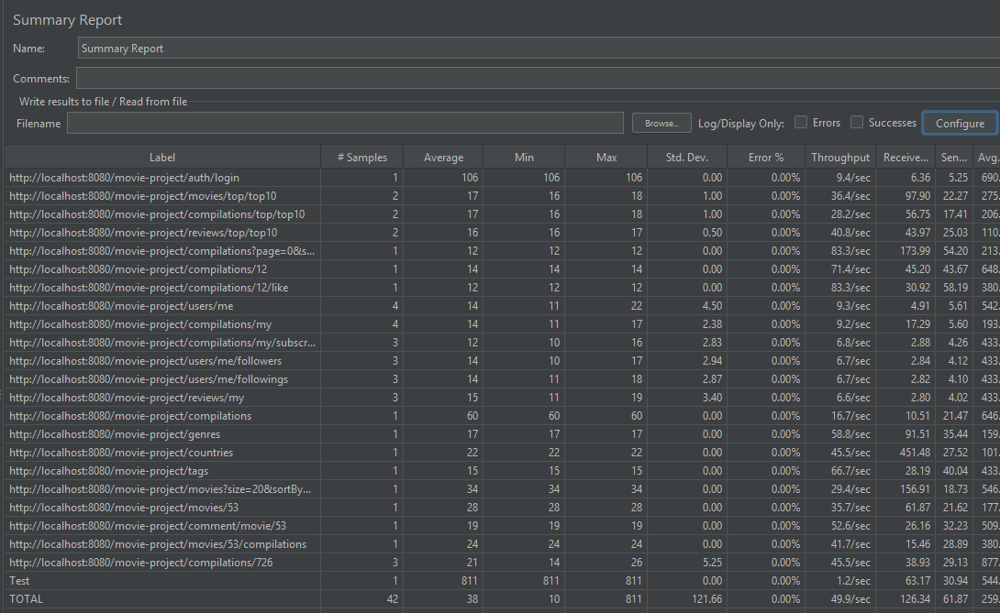 Summary Report
Name: Summary Report
Comments:
Write results to file / Read from file
Filename Browse... Log/Display Only: Errors Successes Configure
Label # Samples Average Min Max Std. Dev. Error % Throughput Receive... Sen... Avg.
http://localhost:8080/movie-project/auth/login 1 106 106 106 0.00 0.00% 9.4/sec 6.36 5.25 690.
http://localhost:8080/movie-project/movies/top/top10 2 17 16 18 1.00 0.00% 36.4/sec 97.90 22.27 275.
http://localhost:8080/movie-project/compilations/top/top10 2 17 16 18 1.00 0.00% 28.2/sec 56.75 17.41 206.
http://localhost:8080/movie-project/reviews/top/top10 2 16 16 17 0.50 0.00% 40.8/sec 43.97 25.03 110.
http://localhost:8080/movie-project/compilations?page=0&s... 1 12 12 12 0.00 0.00% 83.3/sec 173.99 54.20 213.
http://localhost:8080/movie-project/compilations/12 1 14 14 14 0.00 0.00% 71.4/sec 45.20 43.67 648.
http://localhost:8080/movie-project/compilations/12/like 1 12 12 12 0.00 0.00% 83.3/sec 30.92 58.19 380.
http://localhost:8080/movie-project/users/me 4 14 11 22 4.50 0.00% 9.3/sec 4.91 5.61 542.
http://localhost:8080/movie-project/compilations/my 4 14 11 17 2.38 0.00% 9.2/sec 17.29 5.60 193.
http://localhost:8080/movie-project/compilations/my/subscr... 3 12 10 16 2.83 0.00% 6.8/sec 2.88 4.26 433.
http://localhost:8080/movie-project/users/me/followers 3 14 10 17 2.94 0.00% 6.7/sec 2.84 4.12 433.
http://localhost:8080/movie-project/users/me/followings 3 14 11 18 2.87 0.00% 6.7/sec 2.82 4.10 433.
http://localhost:8080/movie-project/reviews/my 3 15 11 19 3.40 0.00% 6.6/sec 2.80 4.02 433.
http://localhost:8080/movie-project/compilations 1 60 60 60 0.00 0.00% 16.7/sec 10.51 21.47 646.
http://localhost:8080/movie-project/genres 1 17 17 17 0.00 0.00% 58.8/sec 91.51 35.44 159.
http://localhost:8080/movie-project/countries 1 22 22 22 0.00 0.00% 45.5/sec 451.48 27.52 101.
http://localhost:8080/movie-project/tags 1 15 15 15 0.00 0.00% 66.7/sec 28.19 40.04 433.
http://localhost:8080/movie-project/movies?size=20&sortBy... 1 34 34 34 0.00 0.00% 29.4/sec 156.91 18.73 546.
http://localhost:8080/movie-project/movies/53 1 28 28 28 0.00 0.00% 35.7/sec 61.87 21.62 177.
http://localhost:8080/movie-project/comment/movie/53 1 19 19 19 0.00 0.00% 52.6/sec 26.16 32.23 509.
http://localhost:8080/movie-project/movies/53/compilations 1 24 24 24 0.00 0.00% 41.7/sec 15.46 28.89 380.
http://localhost:8080/movie-project/compilations/726 3 21 14 26 5.25 0.00% 45.5/sec 38.93 29.13 877.
Test 1 811 811 811 0.00 0.00% 1.2/sec 63.17 30.94 544.
TOTAL 42 38 10 811 121.66 0.00% 49.9/sec 126.34 61.87 259.